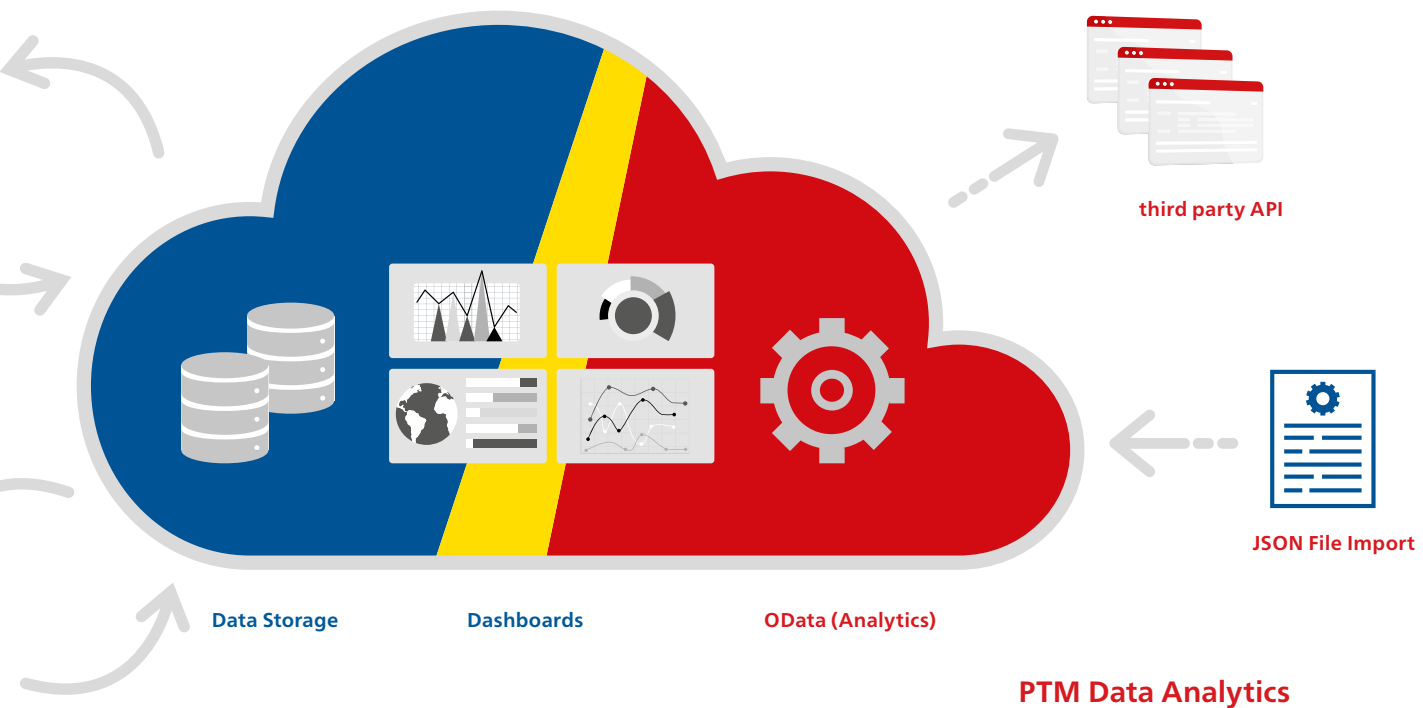 third party API
JSON File Import
Data Storage
Dashboards
OData (Analytics)
PTM Data Analytics